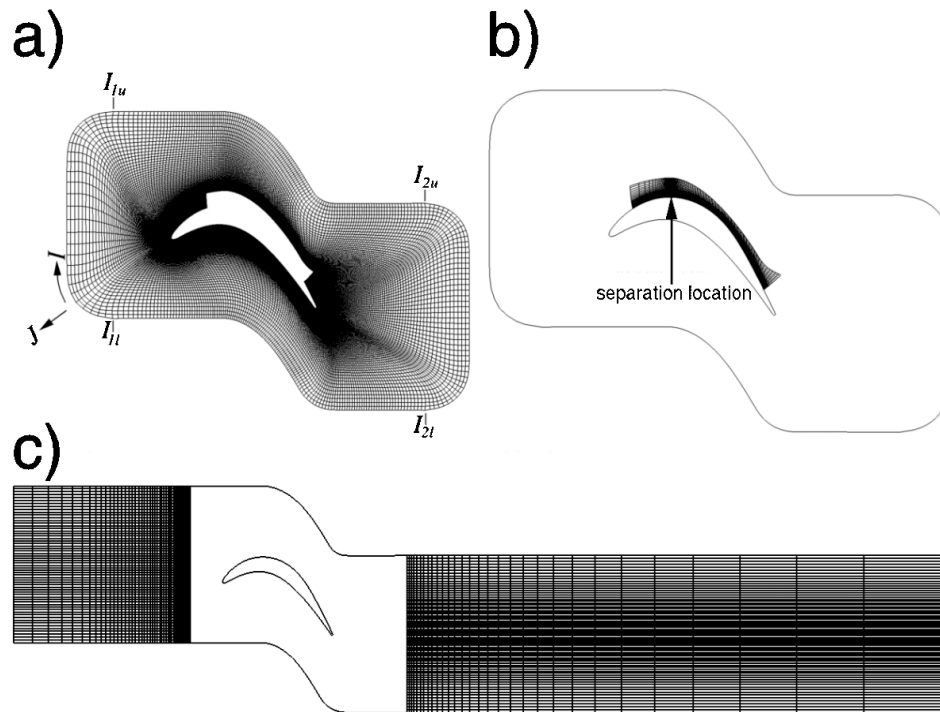 a)
b)
I1u
I2u
I
J
I1l
I2l
separation location
c)